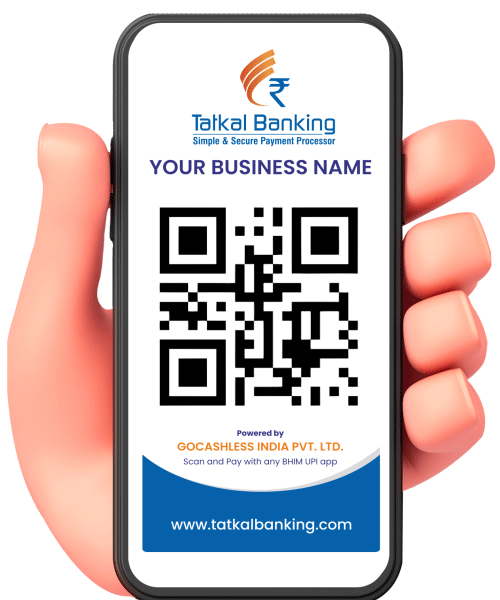 Tatkal Banking
Simple & Secure Payment Processor
YOUR BUSINESS NAME
Powered by
GOCASHLESS INDIA PVT. LTD.
Scan and Pay with any BHIM UPI app
www.tatkalbanking.com